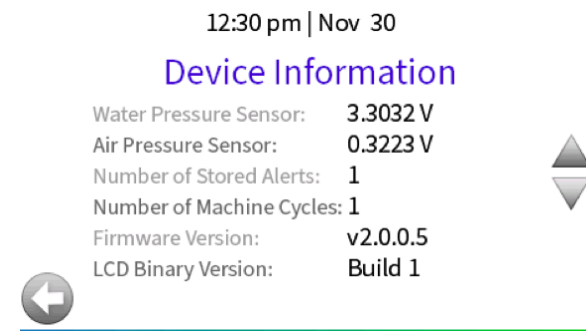 12:30 pm | Nov 30
Device Information
Water Pressure Sensor: 3.3032 V
Air Pressure Sensor: 0.3223 V
Number of Stored Alerts: 1
Number of Machine Cycles: 1
Firmware Version: v2.0.0.5
LCD Binary Version: Build 1